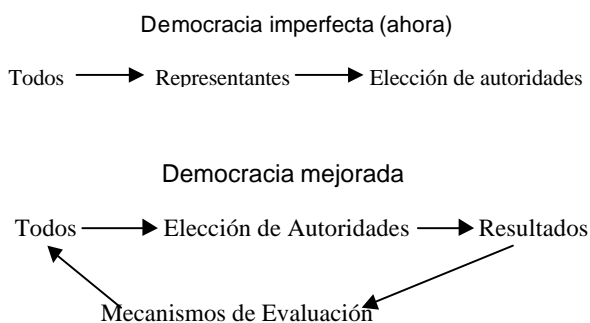 Democracia imperfecta (ahora)
Todos Representantes Elección de autoridades
Democracia mejorada
Todos Elección de Autoridades Resultados
Mecanismos de Evaluación